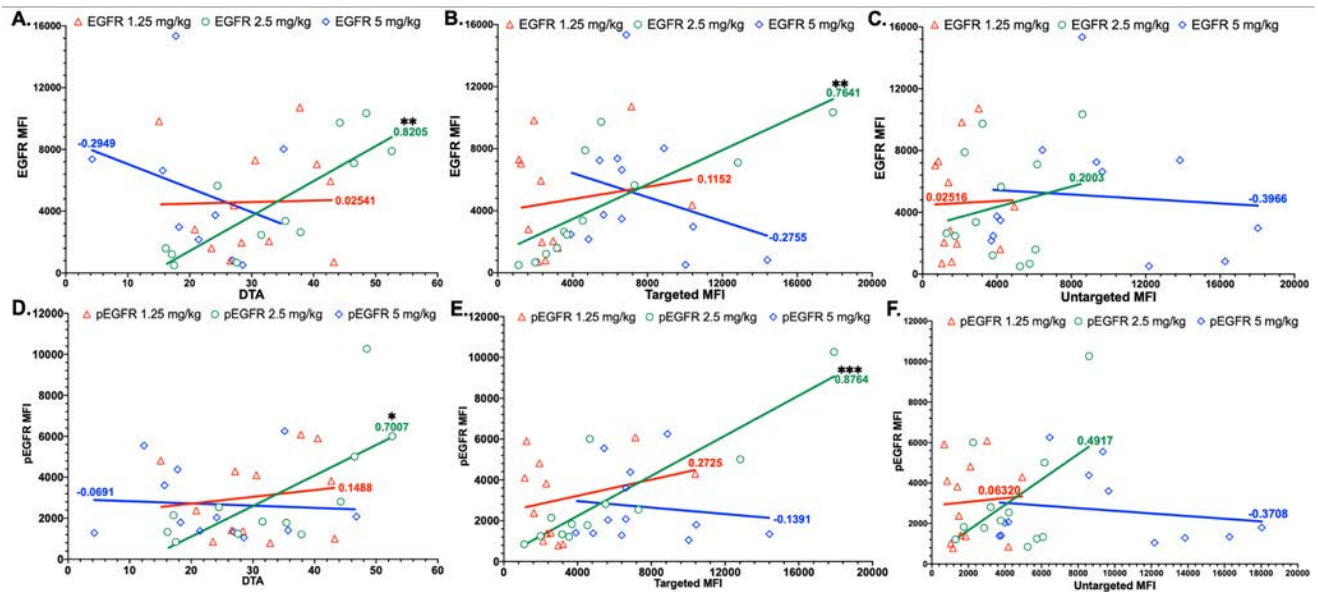 A. EGFR 1.25 mg/kg EGFR 2.5 mg/kg EGFR 5 mg/kg
16000
12000
8000
4000
0
EGFR MFI
-0.2949
**
0.8205
0.02541
0 10 20 30 40 50 60
DTA
B. EGFR 1.25 mg/kg EGFR 2.5 mg/kg EGFR 5 mg/kg
16000
12000
8000
4000
0
EGFR MFI
**
0.7641
0.1152
-0.2755
0 4000 8000 12000 16000 20000
Targeted MFI
C. EGFR 1.25 mg/kg EGFR 2.5 mg/kg EGFR 5 mg/kg
16000
12000
8000
4000
0
EGFR MFI
0.02516
0.2003
-0.3966
0 4000 8000 12000 16000 20000
Untargeted MFI
D. pEGFR 1.25 mg/kg pEGFR 2.5 mg/kg pEGFR 5 mg/kg
12000
10000
8000
6000
4000
2000
0
pEGFR MFI
*
0.7007
0.1488
-0.0691
0 10 20 30 40 50 60
DTA
E. pEGFR 1.25 mg/kg pEGFR 2.5 mg/kg pEGFR 5 mg/kg
12000
10000
8000
6000
4000
2000
0
pEGFR MFI
***
0.8764
0.2725
-0.1391
0 4000 8000 12000 16000 20000
Targeted MFI
F. pEGFR 1.25 mg/kg pEGFR 2.5 mg/kg pEGFR 5 mg/kg
12000
10000
8000
6000
4000
2000
0
pEGFR MFI
0.4917
0.06320
-0.3708
0 2000 4000 6000 8000 10000 12000 14000 16000 18000 20000
Untargeted MFI